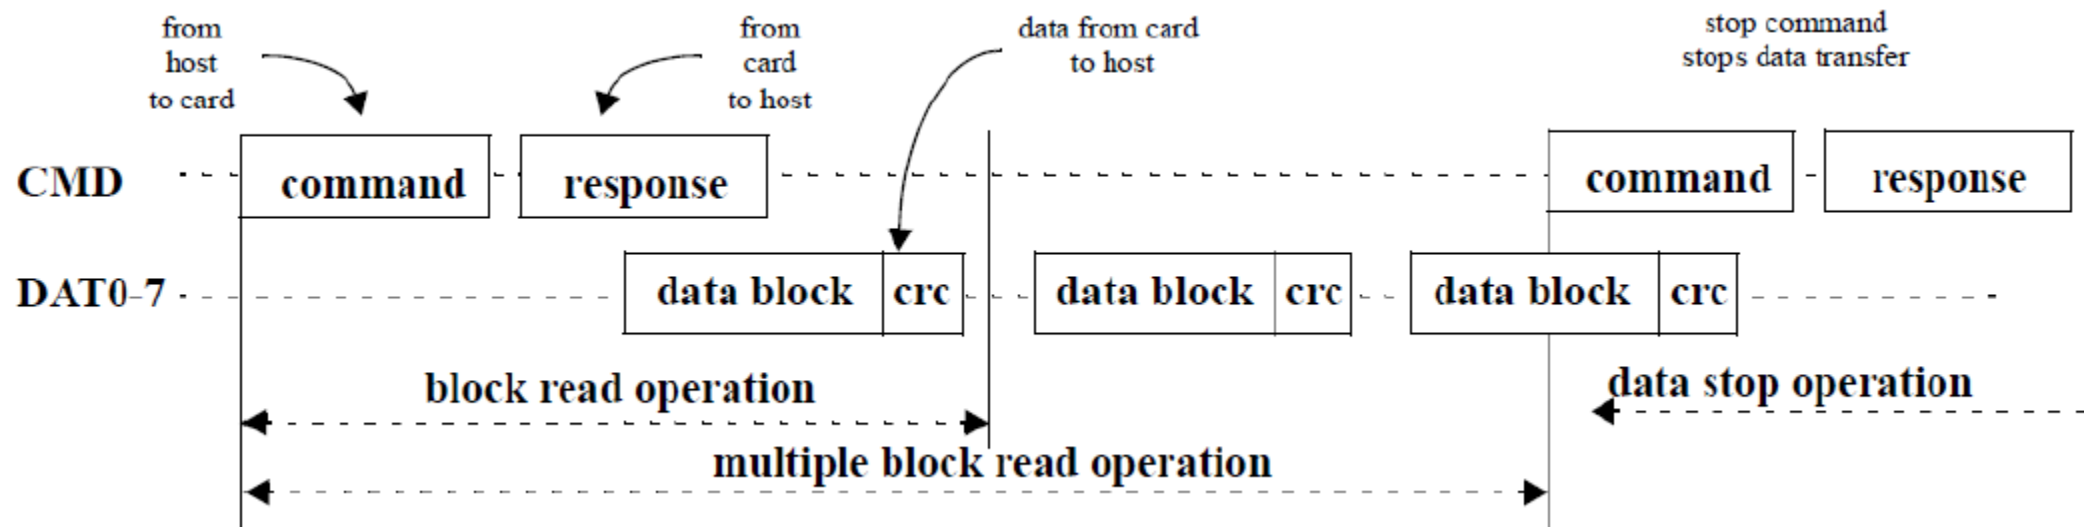 from
host
to card
from
card
to host
data from card
to host
stop command
stops data transfer
CMD
command
response
command
response
DAT0-7
data block
crc
data block
crc
data block
crc
block read operation
data stop operation
multiple block read operation